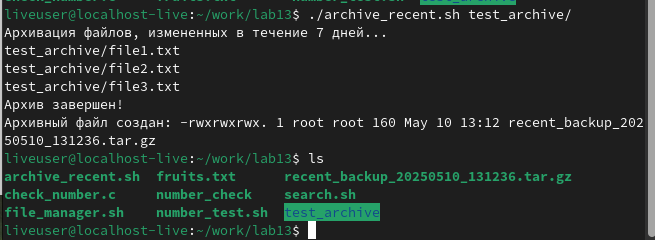 liveuser@localhost-live:~/work/lab13$ ./archive_recent.sh test_archive/
Архивация файлов, измененных в течение 7 дней...
test_archive/file1.txt
test_archive/file2.txt
test_archive/file3.txt
Архив завершен!
Архивный файл создан: -rwxrwxrwx. 1 root root 160 May 10 13:12 recent_backup_202
50510_131236.tar.gz
liveuser@localhost-live:~/work/lab13$ ls
archive_recent.sh fruits.txt recent_backup_20250510_131236.tar.gz
check_number.c number_check search.sh
file_manager.sh number_test.sh test_archive
liveuser@localhost-live:~/work/lab13$